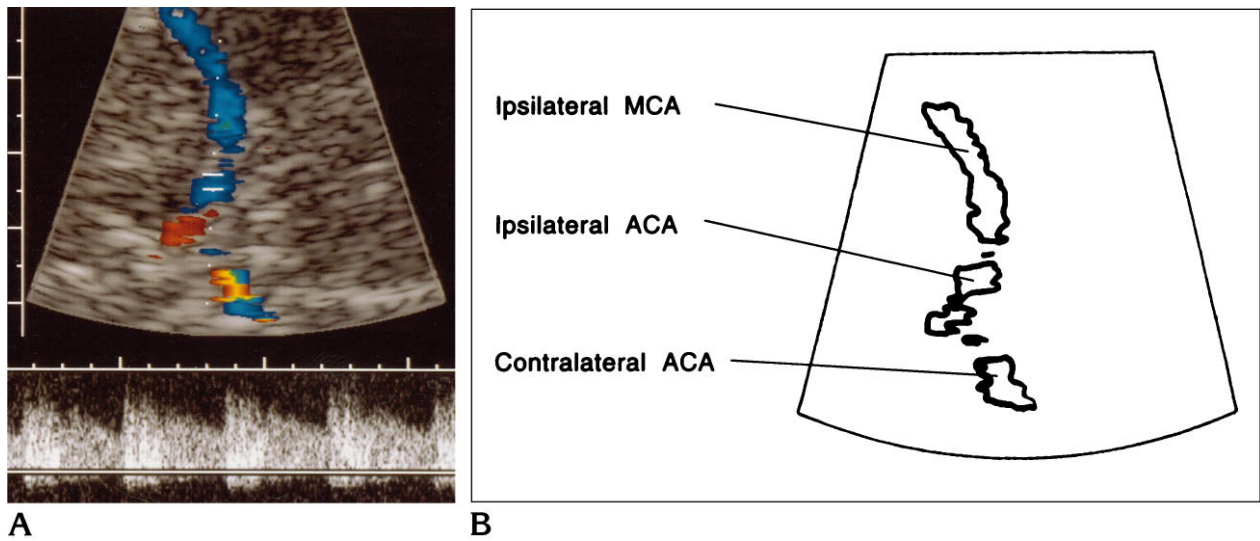 Ipsilateral MCA
Ipsilateral ACA
Contralateral ACA
A
B